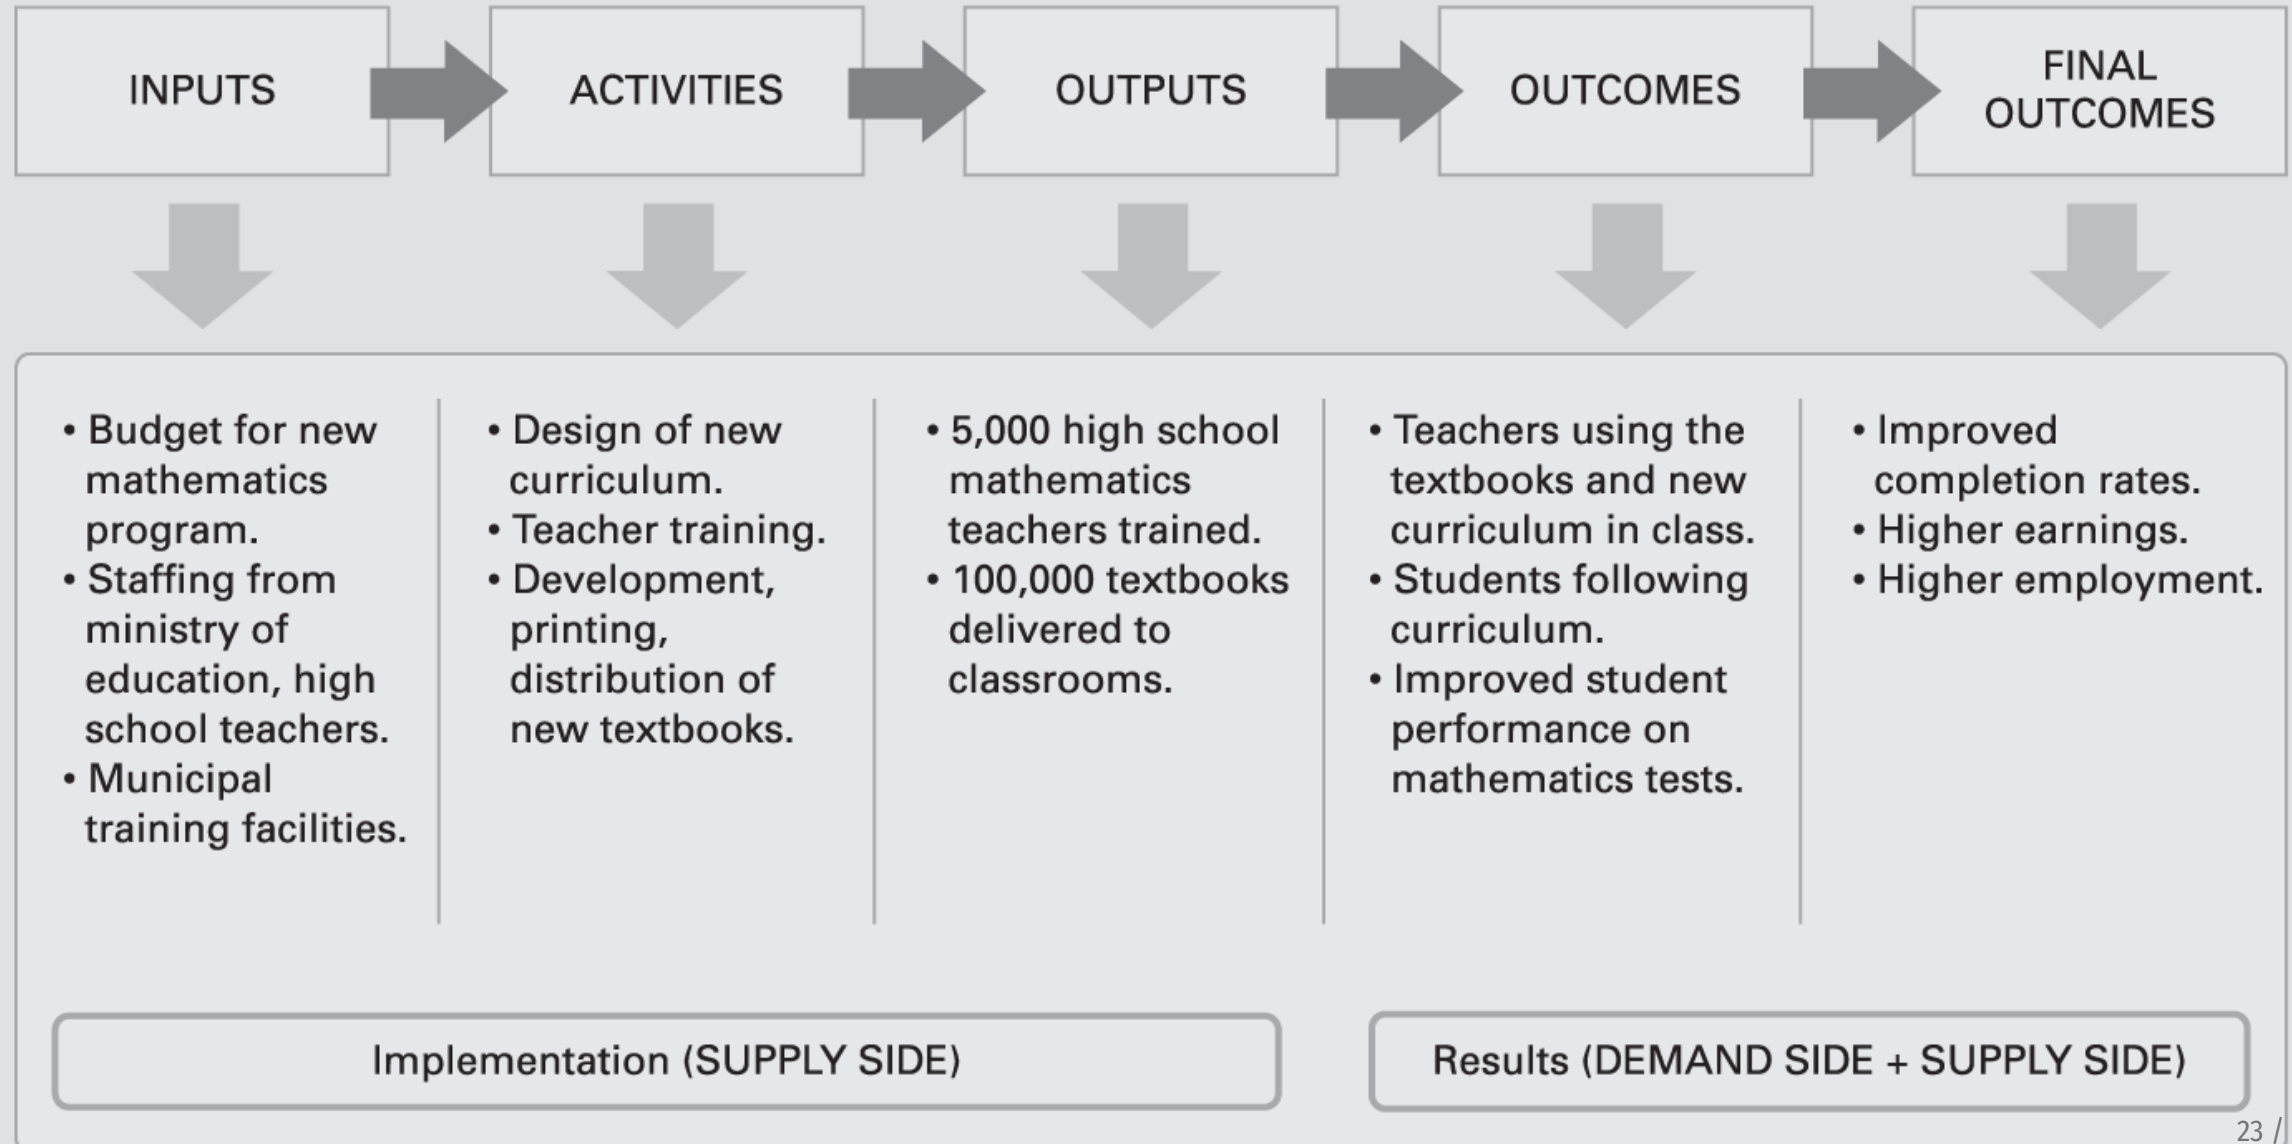 INPUTS
ACTIVITIES
OUTPUTS
OUTCOMES
FINAL
OUTCOMES
• Budget for new
mathematics
program.
• Staffing from
ministry of
education, high
school teachers.
• Municipal
training facilities.
• Design of new
curriculum.
• Teacher training.
• Development,
printing,
distribution of
new textbooks.
• 5,000 high school
mathematics
teachers trained.
• 100,000 textbooks
delivered to
classrooms.
• Teachers using the
textbooks and new
curriculum in class.
• Students following
curriculum.
• Improved student
performance on
mathematics tests.
• Improved
completion rates.
• Higher earnings.
• Higher employment.
Implementation (SUPPLY SIDE)
Results (DEMAND SIDE + SUPPLY SIDE)
23 /